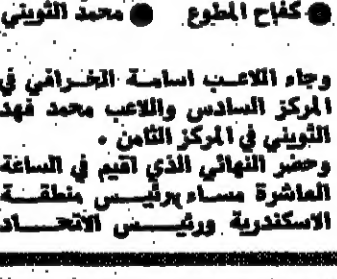 ● كفاح المطوع ● محمد الثويني
وجاء اللاعب اسامة الخرافي في
المركز السادس واللاعب محمد فهد
الثويني في المركز الثامن .
وحضر النهائي الذي اقيم في الساعة
العاشرة مساء رئيس منطقة
الاسكندرية ورئيس الاتحاد